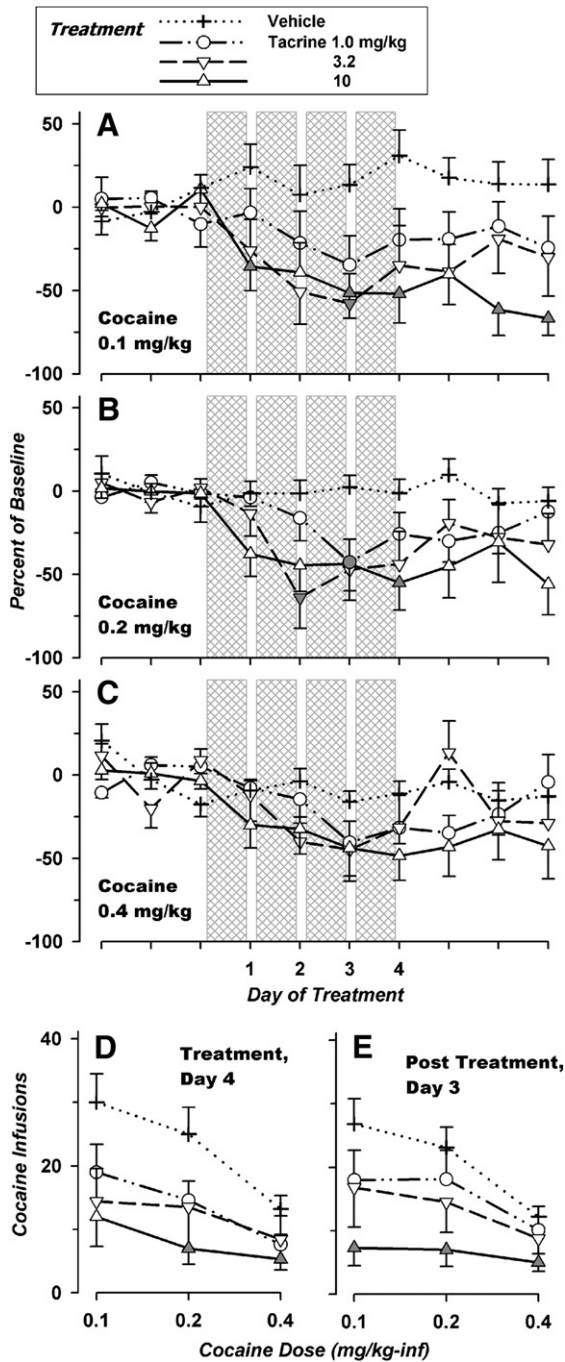 Treatment
Vehicle
Tacrine 1.0 mg/kg
3.2
10
A
50
0
-50
-100
Cocaine
0.1 mg/kg
B
50
0
-50
-100
Cocaine
0.2 mg/kg
Percent of Baseline
C
50
0
-50
-100
Cocaine
0.4 mg/kg
1 2 3 4
Day of Treatment
D
Treatment,
Day 4
E
Post Treatment,
Day 3
40
20
0
Cocaine Infusions
0.1 0.2 0.4
0.1 0.2 0.4
Cocaine Dose (mg/kg-inf)